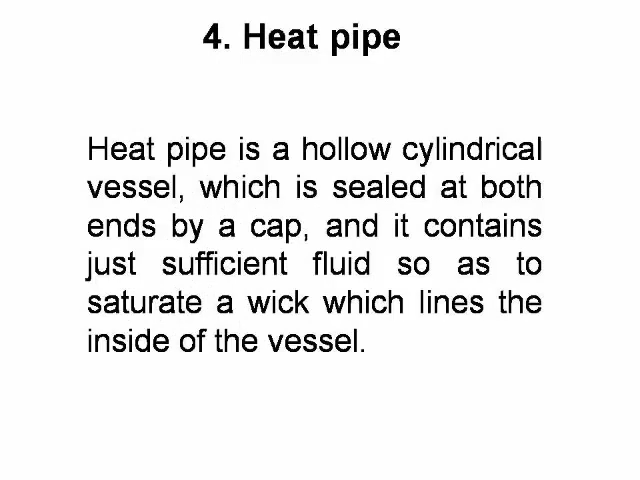 4. Heat pipe
Heat pipe is a hollow cylindrical
vessel, which is sealed at both
ends by a cap, and it contains
just sufficient fluid so as to
saturate a wick which lines the
inside of the vessel.